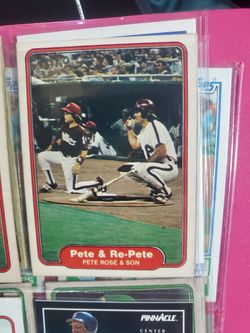 Pete & Re-Pete
PETE ROSE & SON
PINNACLE
CENTER